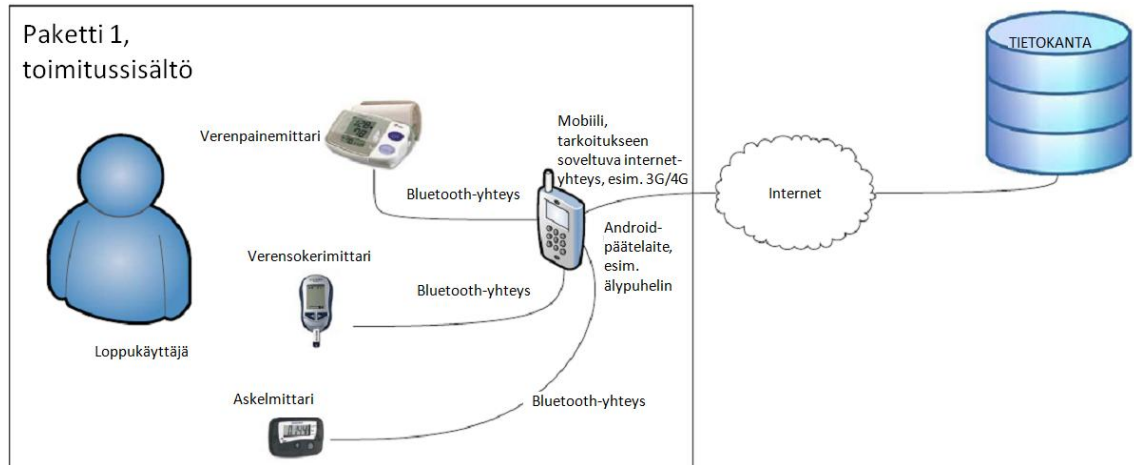 Paketti 1,
toimitussisältö
TIETOKANTA
Verenpainemittari
Mobiili,
tarkoitukseen
soveltuva internet-
yhteys, esim. 3G/4G
Bluetooth-yhteys
Internet
Android-
päätelaite,
esim.
älypuhelin
Verensokerimittari
Bluetooth-yhteys
Loppukäyttäjä
Askelmittari
Bluetooth-yhteys